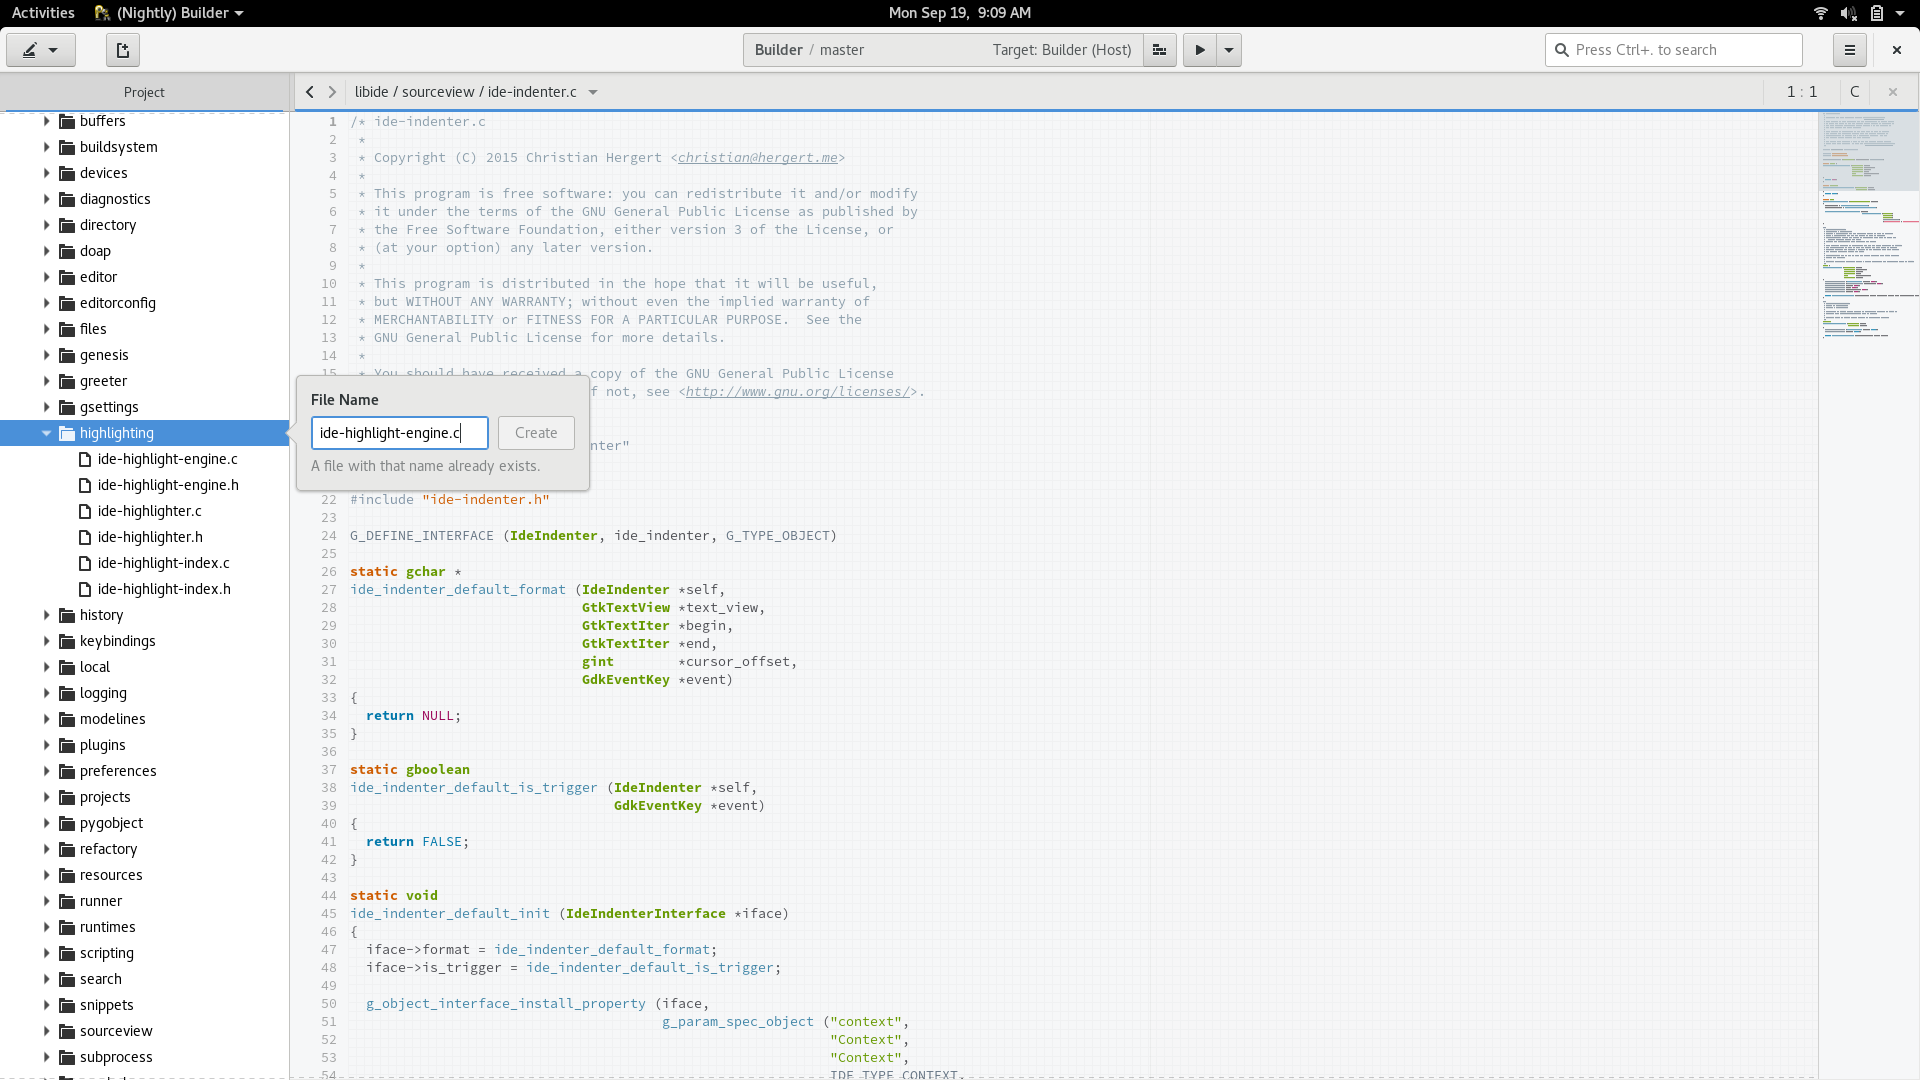 Activities (Nightly) Builder Mon Sep 19, 9:09 AM
Builder / master Target: Builder (Host) Press Ctrl+. to search
Project
libide / sourceview / ide-indenter.c 1 : 1 C
buffers
buildsystem
devices
diagnostics
directory
doap
editor
editorconfig
files
genesis
greeter
gsettings
highlighting
ide-highlight-engine.c
ide-highlight-engine.h
ide-highlighter.c
ide-highlighter.h
ide-highlight-index.c
ide-highlight-index.h
history
keybindings
local
logging
modelines
plugins
preferences
projects
pygobject
refactory
resources
runner
runtimes
scripting
search
snippets
sourceview
subprocess
File Name
ide-highlight-engine.c Create
A file with that name already exists.
1 /* ide-indenter.c
2 *
3 * Copyright (C) 2015 Christian Hergert <christian@hergert.me>
4 *
5 * This program is free software: you can redistribute it and/or modify
6 * it under the terms of the GNU General Public License as published by
7 * the Free Software Foundation, either version 3 of the License, or
8 * (at your option) any later version.
9 *
10 * This program is distributed in the hope that it will be useful,
11 * but WITHOUT ANY WARRANTY; without even the implied warranty of
12 * MERCHANTABILITY or FITNESS FOR A PARTICULAR PURPOSE.  See the
13 * GNU General Public License for more details.
14 *
15 * You should have received a copy of the GNU General Public License
f not, see <http://www.gnu.org/licenses/>.
nter"
22 #include "ide-indenter.h"
23
24 G_DEFINE_INTERFACE (IdeIndenter, ide_indenter, G_TYPE_OBJECT)
25
26 static gchar *
27 ide_indenter_default_format (IdeIndenter *self,
28 GtkTextView *text_view,
29 GtkTextIter *begin,
30 GtkTextIter *end,
31 gint *cursor_offset,
32 GdkEventKey *event)
33 {
34 return NULL;
35 }
36
37 static gboolean
38 ide_indenter_default_is_trigger (IdeIndenter *self,
39 GdkEventKey *event)
40 {
41 return FALSE;
42 }
43
44 static void
45 ide_indenter_default_init (IdeIndenterInterface *iface)
46 {
47 iface->format = ide_indenter_default_format;
48 iface->is_trigger = ide_indenter_default_is_trigger;
49
50 g_object_interface_install_property (iface,
51 g_param_spec_object ("context",
52 "Context",
53 "Context",
54 IDE_TYPE_CONTEXT,